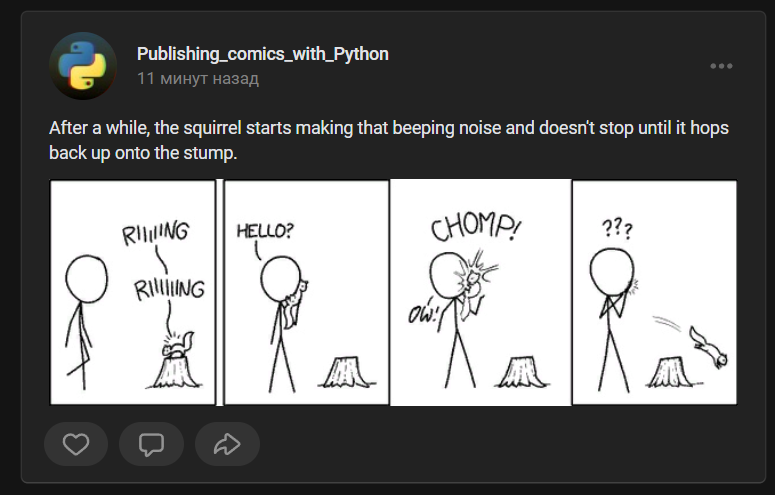 Publishing_comics_with_Python
11 минут назад
After a while, the squirrel starts making that beeping noise and doesn't stop until it hops
back up onto the stump.
RIIIIING
RIIIIIING
HELLO?
CHOMP!
OW!
???